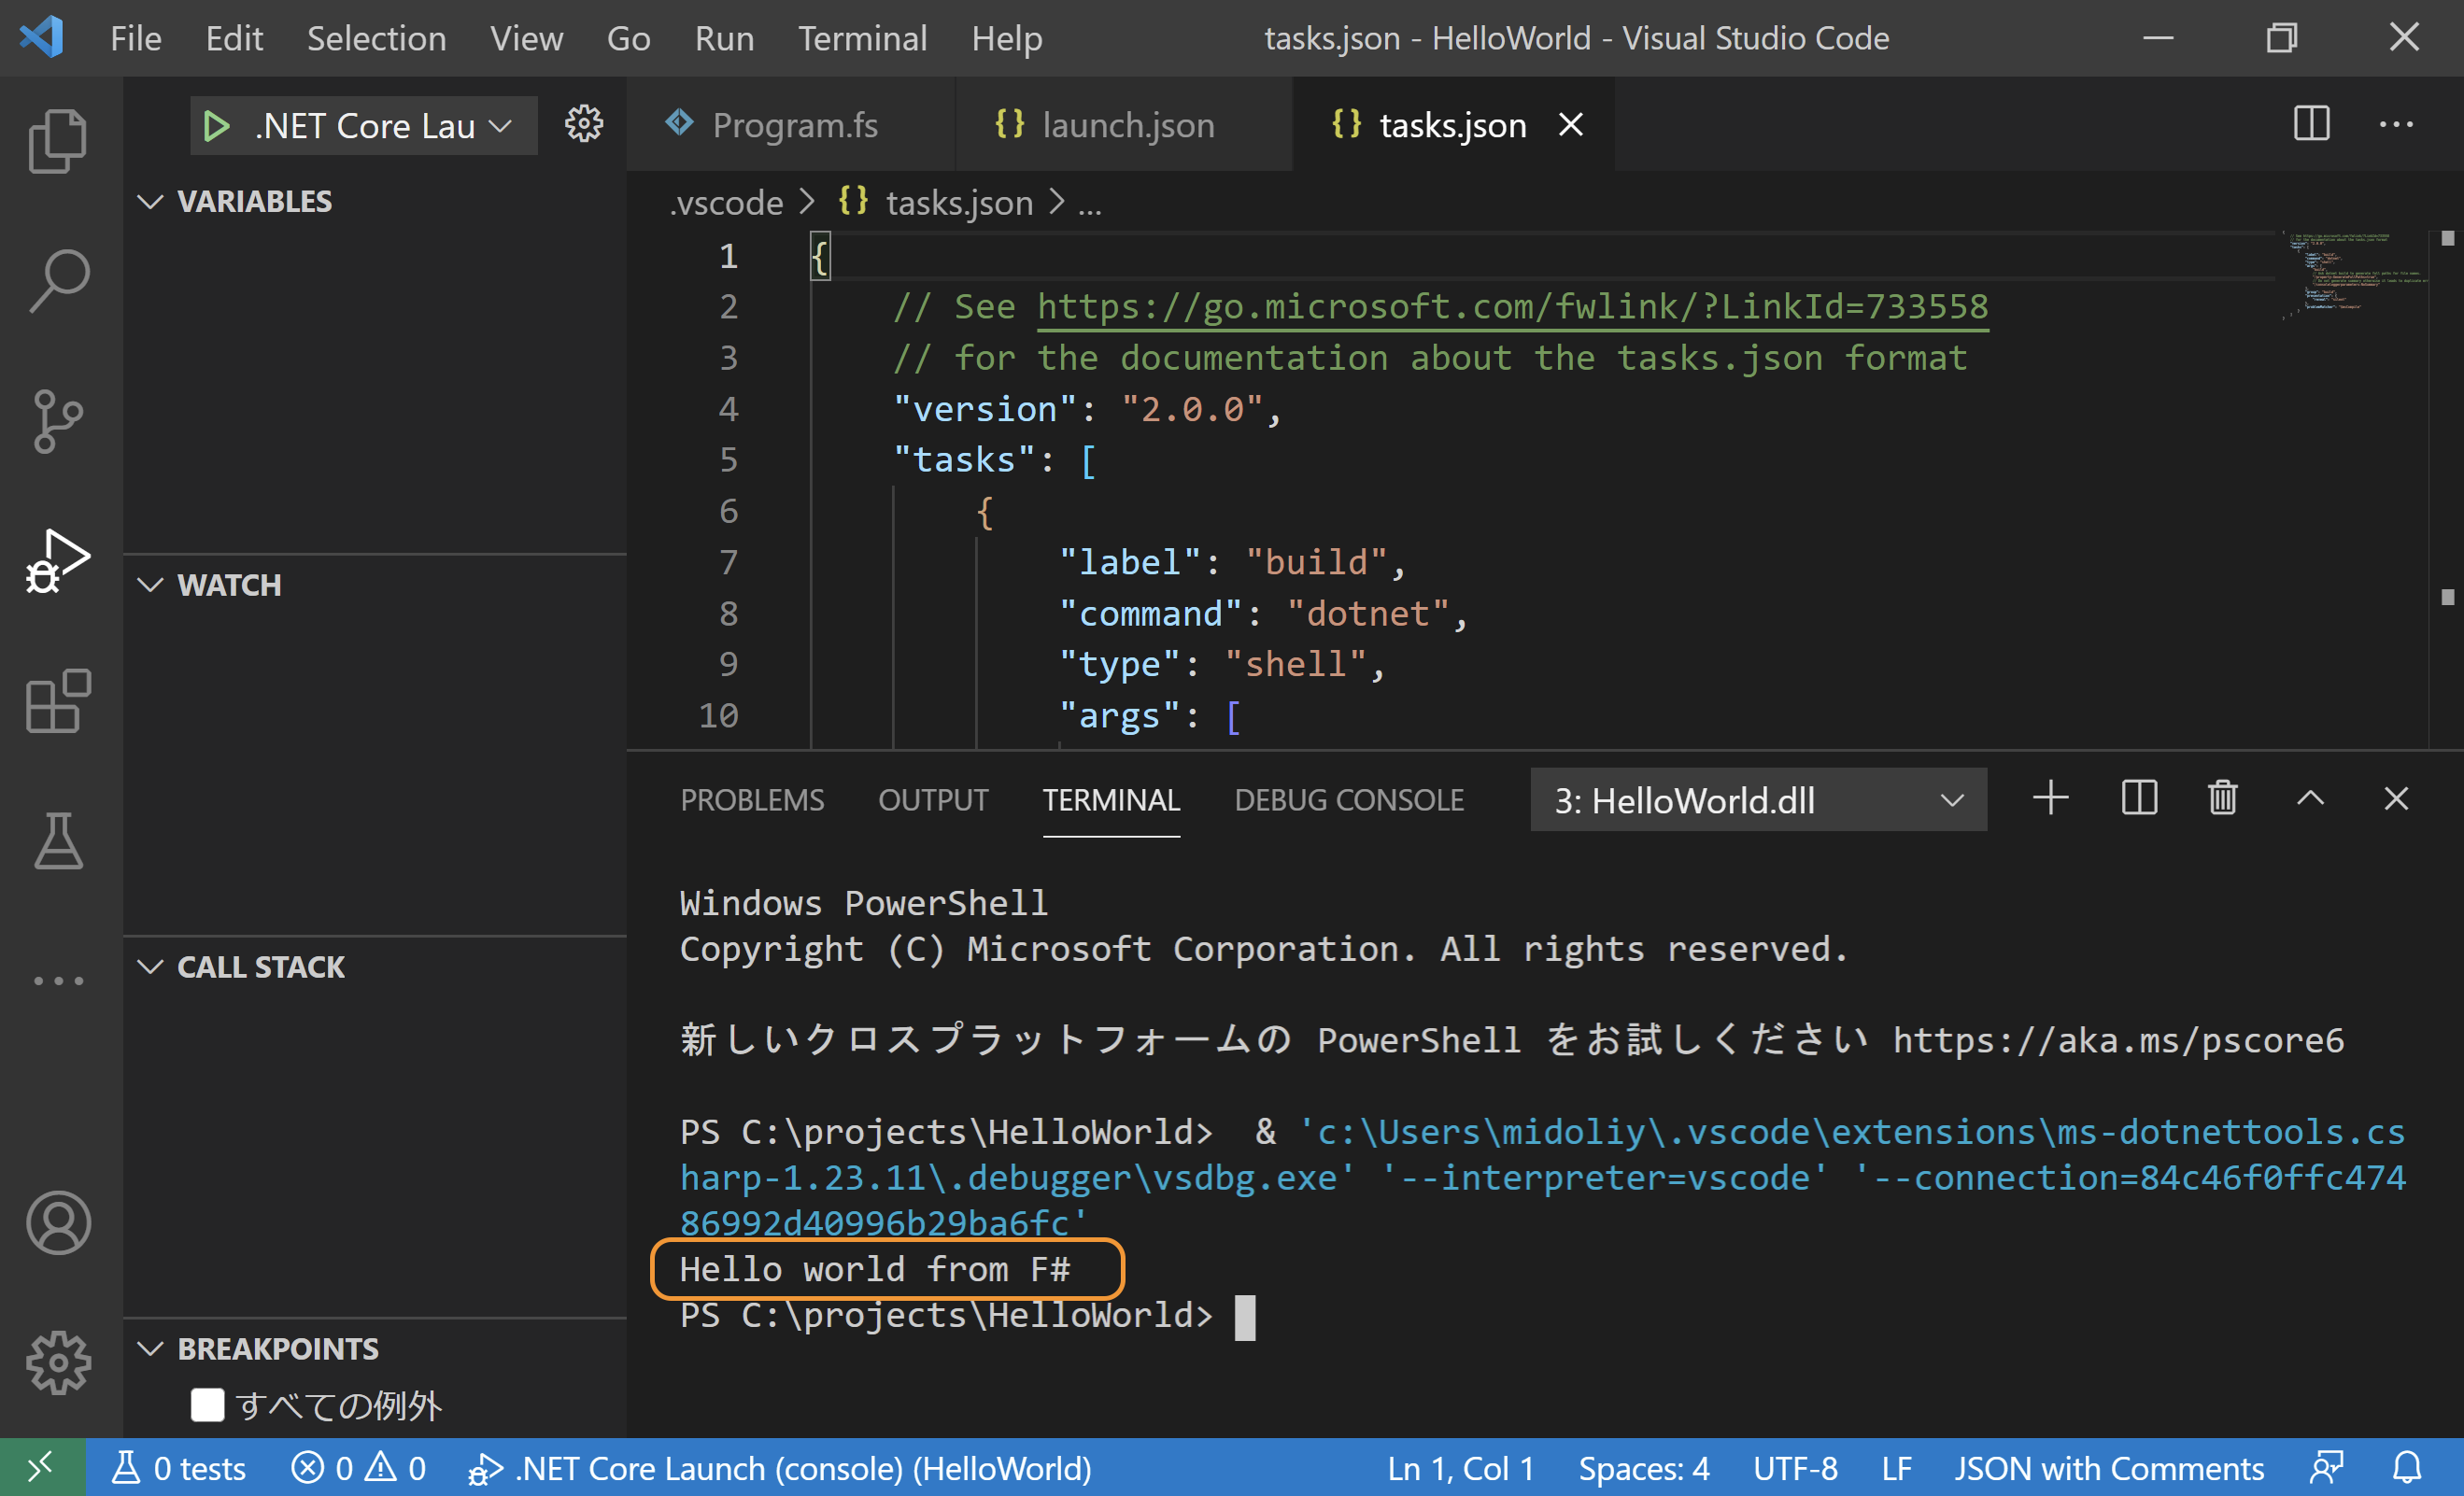 File Edit Selection View Go Run Terminal Help tasks.json - HelloWorld - Visual Studio Code
.NET Core Lau
Program.fs launch.json tasks.json
VARIABLES
.vscode > tasks.json > ...
1 {
2 // See https://go.microsoft.com/fwlink/?LinkId=733558
3 // for the documentation about the tasks.json format
4 "version": "2.0.0",
5 "tasks": [
6 {
7 "label": "build",
8 "command": "dotnet",
9 "type": "shell",
10 "args": [
WATCH
CALL STACK
BREAKPOINTS
すべての例外
PROBLEMS OUTPUT TERMINAL DEBUG CONSOLE 3: HelloWorld.dll
Windows PowerShell
Copyright (C) Microsoft Corporation. All rights reserved.
新しいクロスプラットフォームの PowerShell をお試しください https://aka.ms/pscore6
PS C:\projects\HelloWorld>  & 'c:\Users\midoliy\.vscode\extensions\ms-dotnettools.cs
harp-1.23.11\.debugger\vsdbg.exe' '--interpreter=vscode' '--connection=84c46f0ffc474
86992d40996b29ba6fc'
Hello world from F#
PS C:\projects\HelloWorld>
0 tests 0 0 .NET Core Launch (console) (HelloWorld) Ln 1, Col 1 Spaces: 4 UTF-8 LF JSON with Comments